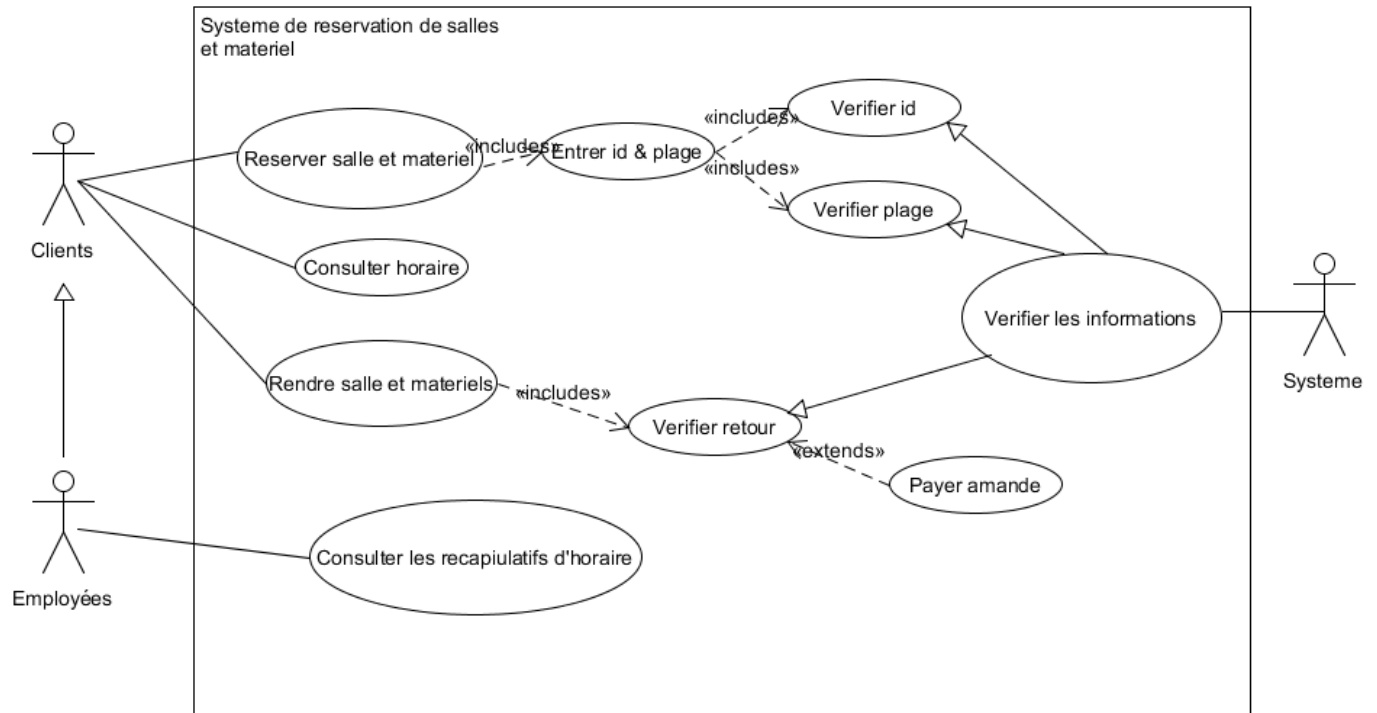 Systeme de reservation de salles
et materiel
Verifier id
«includes»
Reserver salle et materiel
«includes»
Entrer id & plage
«includes»
Verifier plage
Clients
Consulter horaire
Verifier les informations
Systeme
Rendre salle et materiels
«includes»
Verifier retour
«extends»
Payer amande
Consulter les recapiulatifs d'horaire
Employées